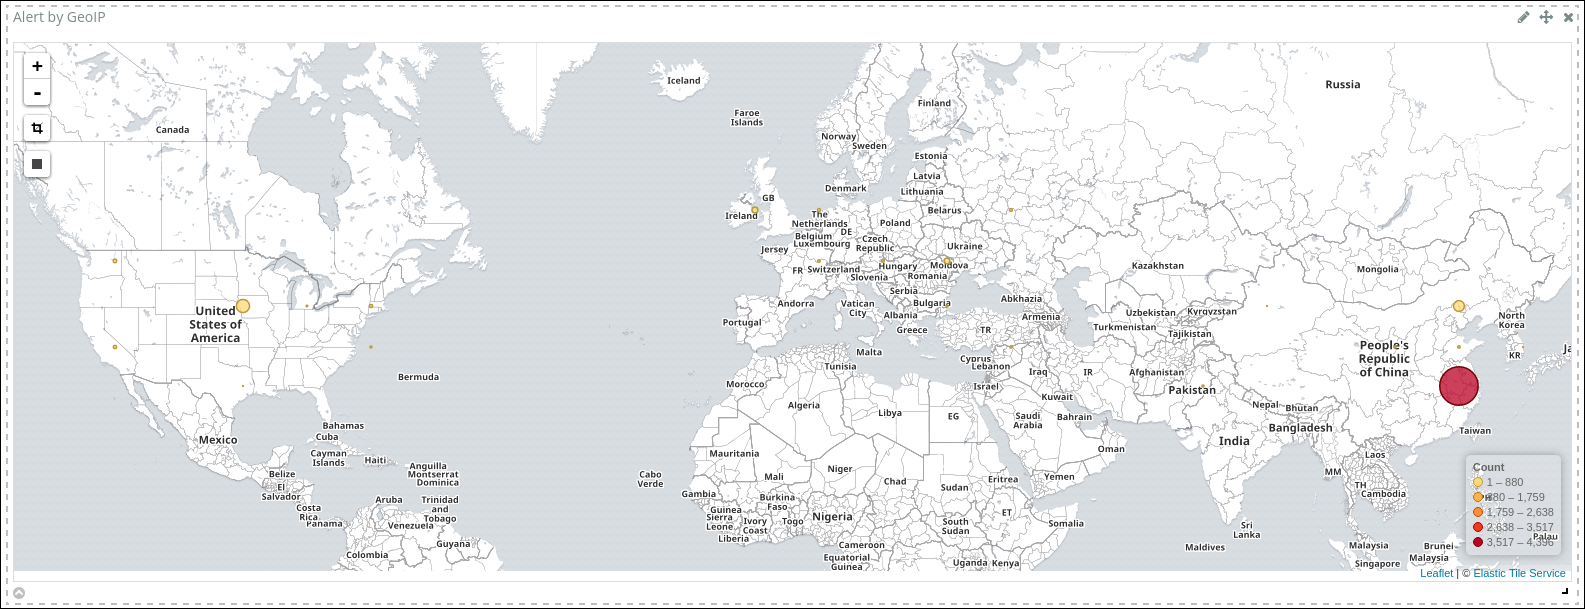 Alert by GeoIP
+
-
Iceland
Russia
Finland
Faroe
Islands
Canada
Norway
Sweden
Estonia
Latvia
Lithuania
Denmark
GB
Ireland
The
Netherlands
Belarus
Poland
DE
Belgium
Luxembourg
Czech
Republic
Jersey
Ukraine
FR
Switzerland
Hungary
Moldova
Slovenia
Romania
Kazakhstan
Mongolia
Serbia
Andorra
Vatican
City
Bulgaria
Abkhazia
Albania
Armenia
United
States of
America
Portugal
Greece
TR
Uzbekistan
Kyrgyzstan
Turkmenistan
Tajikistan
North
Korea
KR
Ja
People's
Republic
of China
Malta
Tunisia
Cyprus
Lebanon
Iraq
IR
Afghanistan
Bermuda
Morocco
Israel
Pakistan
Algeria
Libya
EG
Kuwait
Saudi
Arabia
Bahrain
Nepal
Bhutan
Bangladesh
Taiwan
Bahamas
Cuba
Mexico
Cayman
Islands
Haiti
Anguilla
Montserrat
Dominica
Mauritania
Mali
Niger
Chad
Sudan
Eritrea
Yemen
Oman
India
Laos
MM
TH
Cambodia
Belize
El
Salvador
Cabo
Verde
Gambia
Costa
Rica
Panama
Aruba
Trinidad
and
Tobago
Venezuela
Guyana
Colombia
Guinea
Sierra
Leone
Liberia
Burkina
Faso
Ivory
Coast
Togo
Nigeria
Cameroon
Equatorial
Guinea
South
Sudan
ET
Somalia
Uganda
Kenya
Maldives
Sri
Lanka
Malaysia
Singapore
Brunei
Malaysia
Palau
Count
1 – 880
880 – 1,759
1,759 – 2,638
2,638 – 3,517
3,517 – 4,396
Leaflet | © Elastic Tile Service